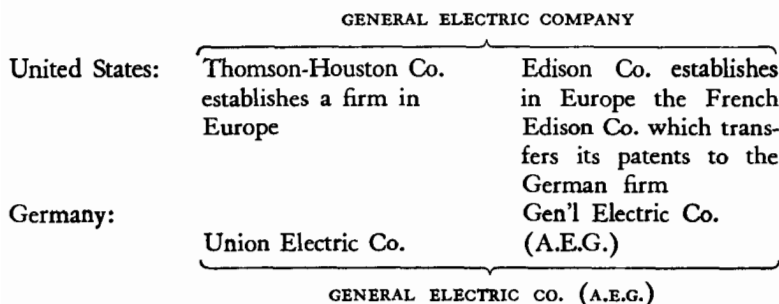 GENERAL ELECTRIC COMPANY
United States: Thomson-Houston Co. establishes a firm in Europe
Edison Co. establishes in Europe the French Edison Co. which trans-
fers its patents to the German firm
Germany: Union Electric Co.
Gen'l Electric Co. (A.E.G.)
GENERAL ELECTRIC CO. (A.E.G.)